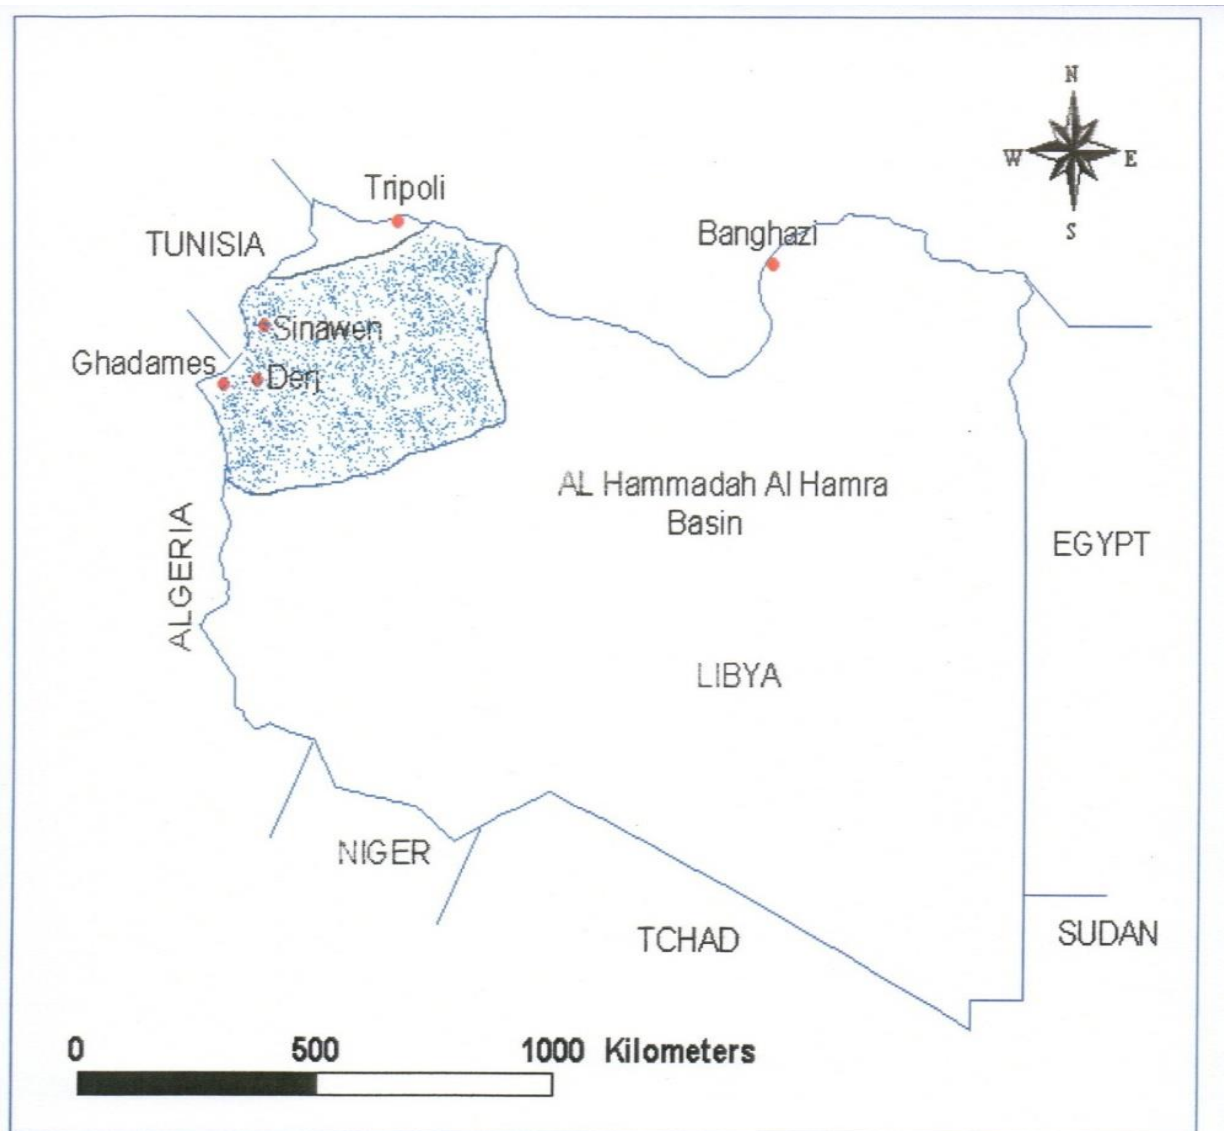 N
W E
S
Tripoli
TUNISIA
Banghazi
Sinawen
Ghadames
Derj
AL Hammadah Al Hamra
Basin
ALGERIA
EGYPT
LIBYA
NIGER
TCHAD
SUDAN
0 500 1000 Kilometers